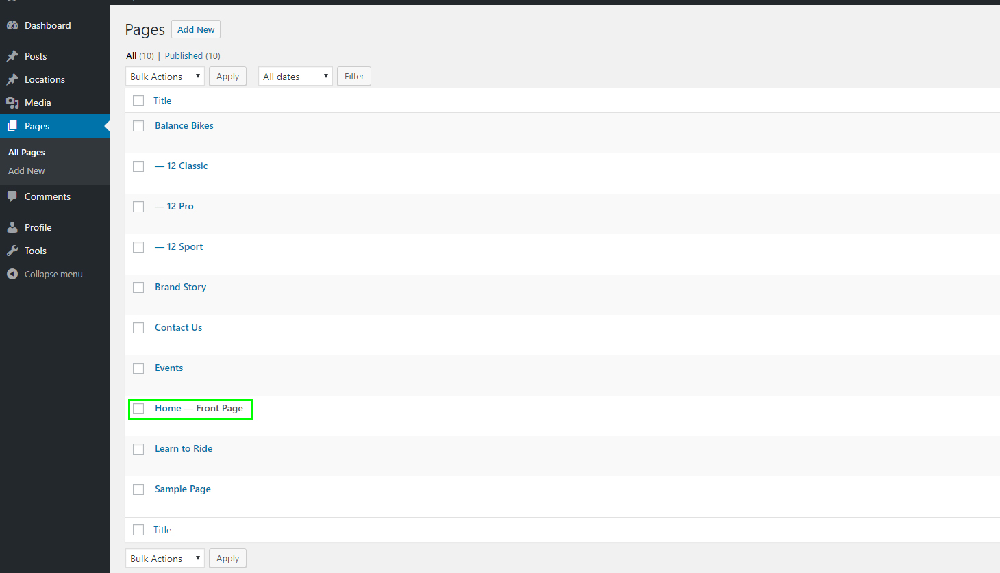 Dashboard
Posts
Locations
Media
Pages
All Pages
Add New
Comments
Profile
Tools
Collapse menu
Pages Add New
All (10) | Published (10)
Bulk Actions Apply All dates Filter
Title
Balance Bikes
— 12 Classic
— 12 Pro
— 12 Sport
Brand Story
Contact Us
Events
Home — Front Page
Learn to Ride
Sample Page
Title
Bulk Actions Apply